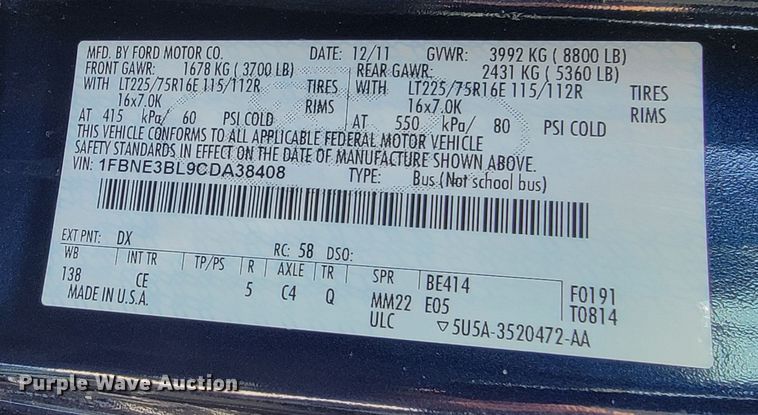 MFD. BY FORD MOTOR CO. DATE: 12/11 GVWR: 3992 KG ( 8800 LB)
FRONT GAWR: 1678 KG ( 3700 LB) REAR GAWR: 2431 KG ( 5360 LB)
WITH LT225/75R16E 115/112R TIRES WITH LT225/75R16E 115/112R TIRES
16x7.0K RIMS 16x7.0K RIMS
AT 415 kPa/ 60 PSI COLD AT 550 kPa/ 80 PSI COLD
THIS VEHICLE CONFORMS TO ALL APPLICABLE FEDERAL MOTOR VEHICLE
SAFETY STANDARDS IN EFFECT ON THE DATE OF MANUFACTURE SHOWN ABOVE.
VIN: 1FBNE3BL9CDA38408 TYPE: Bus (Not school bus)
EXT PNT: DX RC: 58 DSO:
WB INT TR TP/PS R AXLE TR SPR BE414 F0191
138 CE 5 C4 Q MM22 E05 T0814
MADE IN U.S.A. ULC ▽5U5A-3520472-AA
Purple Wave Auction